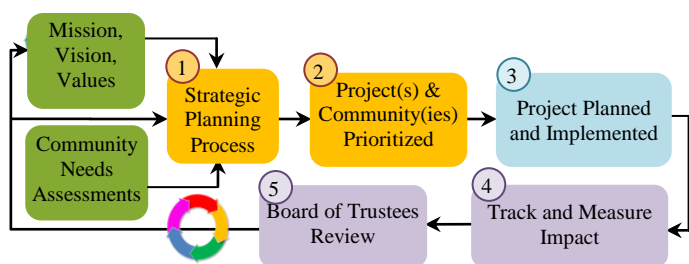 Mission,
Vision,
Values
1
Strategic
Planning
Process
2
Project(s) &
Community(ies)
Prioritized
3
Project Planned
and Implemented
Community
Needs
Assessments
5
Board of Trustees
Review
4
Track and Measure
Impact